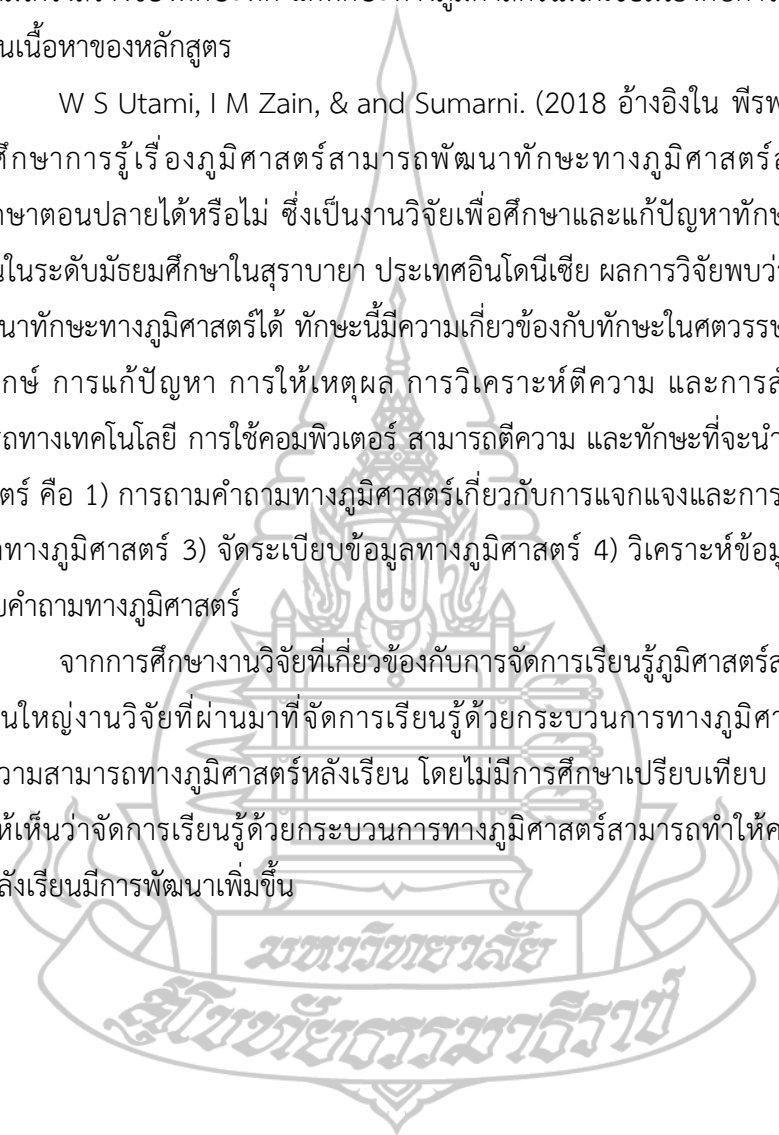 นเนื้อหาของหลักสูตร
W S Utami, I M Zain, & and Sumarni. (2018 อ้างอิงใน พีรพ
ศึกษาการรู้เรื่องภูมิศาสตร์สามารถพัฒนาทักษะทางภูมิศาสตร์ส
กษาตอนปลายได้หรือไม่ ซึ่งเป็นงานวิจัยเพื่อศึกษาและแก้ปัญหาทักษ
นในระดับมัธยมศึกษาในสุราบายา ประเทศอินโดนีเซีย ผลการวิจัยพบว่า
นาทักษะทางภูมิศาสตร์ได้ ทักษะนี้มีความเกี่ยวข้องกับทักษะในศตวรรษ
กษ์ การแก้ปัญหา การให้เหตุผล การวิเคราะห์ตีความ และการสั
รถทางเทคโนโลยี การใช้คอมพิวเตอร์ สามารถตีความ และทักษะที่จะนำ
ตร์ คือ 1) การถามคำถามทางภูมิศาสตร์เกี่ยวกับการแจกแจงและการ
ทางภูมิศาสตร์ 3) จัดระเบียบข้อมูลทางภูมิศาสตร์ 4) วิเคราะห์ข้อมู
บคำถามทางภูมิศาสตร์
จากการศึกษางานวิจัยที่เกี่ยวข้องกับการจัดการเรียนรู้ภูมิศาสตร์ส
นใหญ่งานวิจัยที่ผ่านมาที่จัดการเรียนรู้ด้วยกระบวนการทางภูมิศา
วามสามารถทางภูมิศาสตร์หลังเรียน โดยไม่มีการศึกษาเปรียบเทียบ
ห้เห็นว่าจัดการเรียนรู้ด้วยกระบวนการทางภูมิศาสตร์สามารถทำให้ค
ลังเรียนมีการพัฒนาเพิ่มขึ้น
มหาวิทยาลัย
สุโขทัยธรรมาธิราช